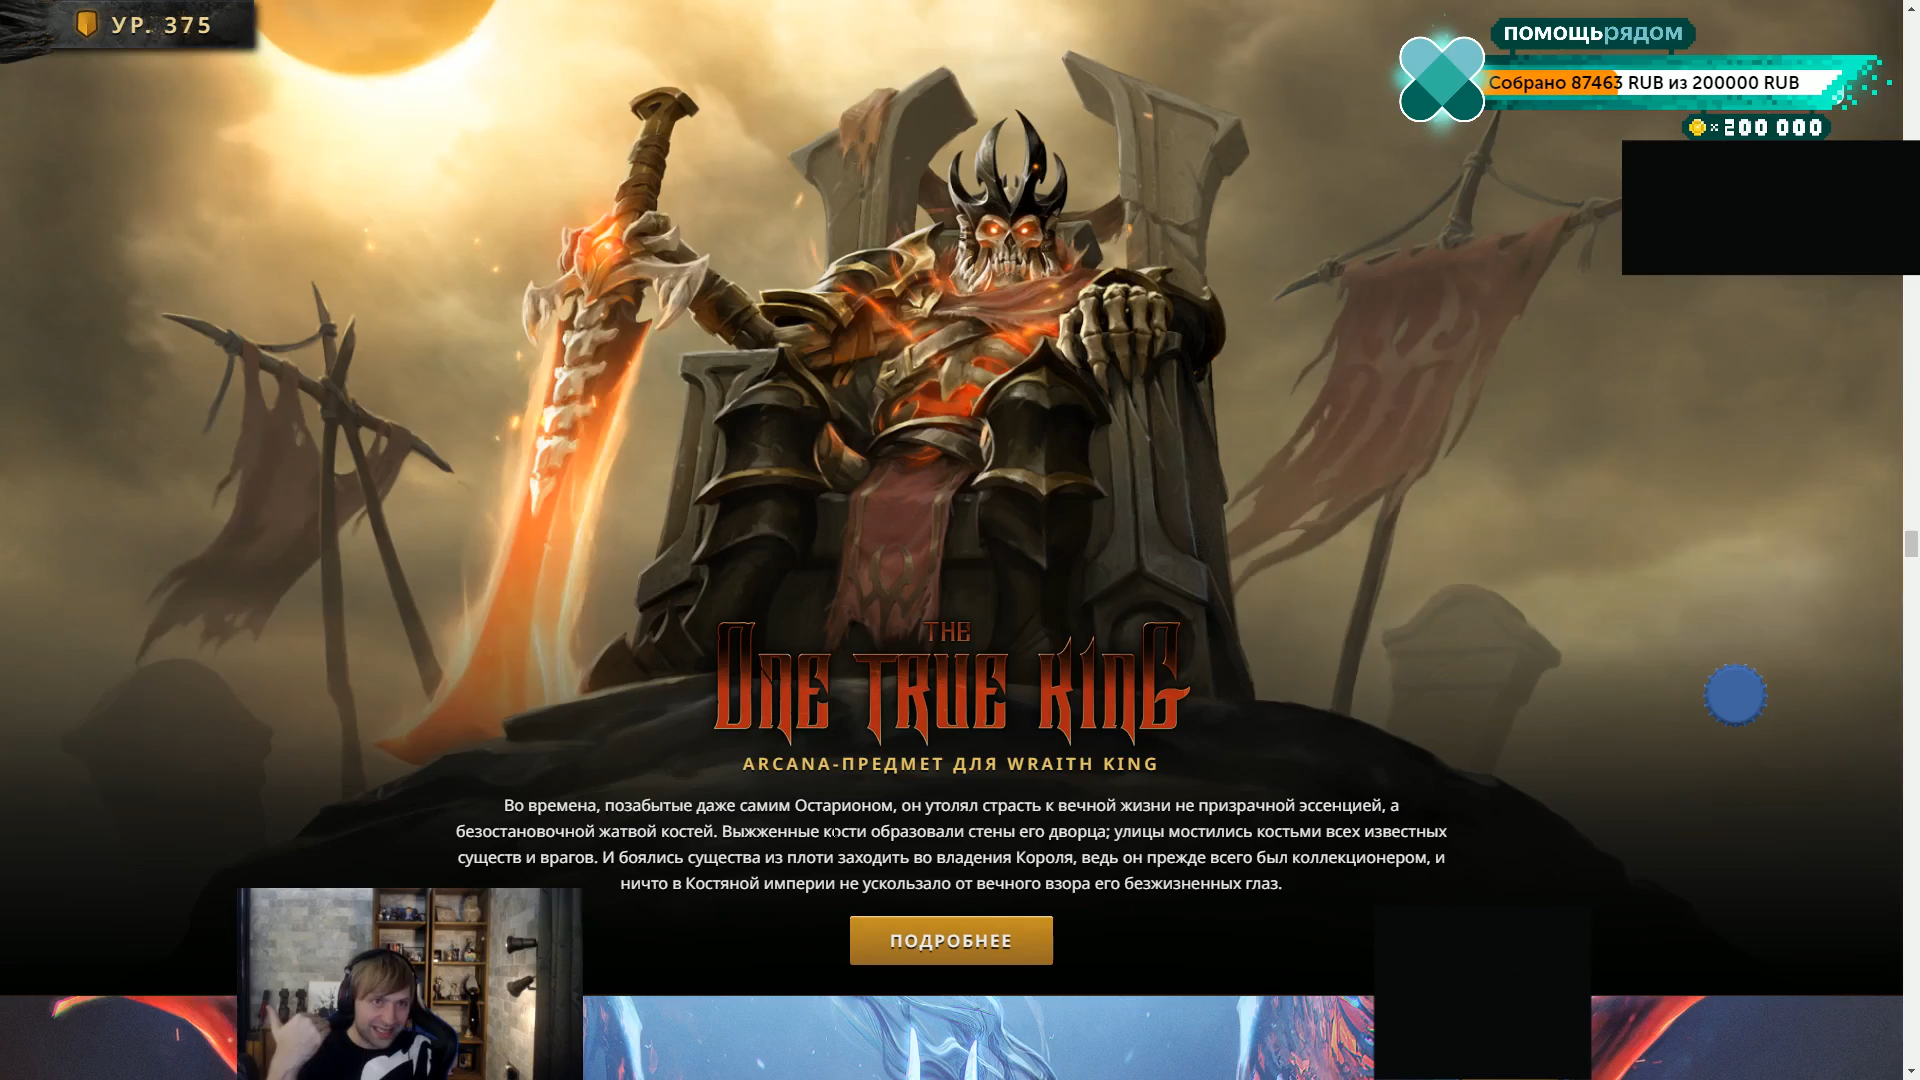 УР. 375
ПОМОЩЬРЯДОМ
Собрано 87463 RUB из 200000 RUB
× 200 000
THE
ONE TRUE KING
ARCANA-ПРЕДМЕТ ДЛЯ WRAITH KING
Во времена, позабытые даже самим Остарионом, он утолял страсть к вечной жизни не призрачной эссенцией, а
безостановочной жатвой костей. Выжженные кости образовали стены его дворца; улицы мостились костьми всех известных
существ и врагов. И боялись существа из плоти заходить во владения Короля, ведь он прежде всего был коллекционером, и
ничто в Костяной империи не ускользало от вечного взора его безжизненных глаз.
ПОДРОБНЕЕ